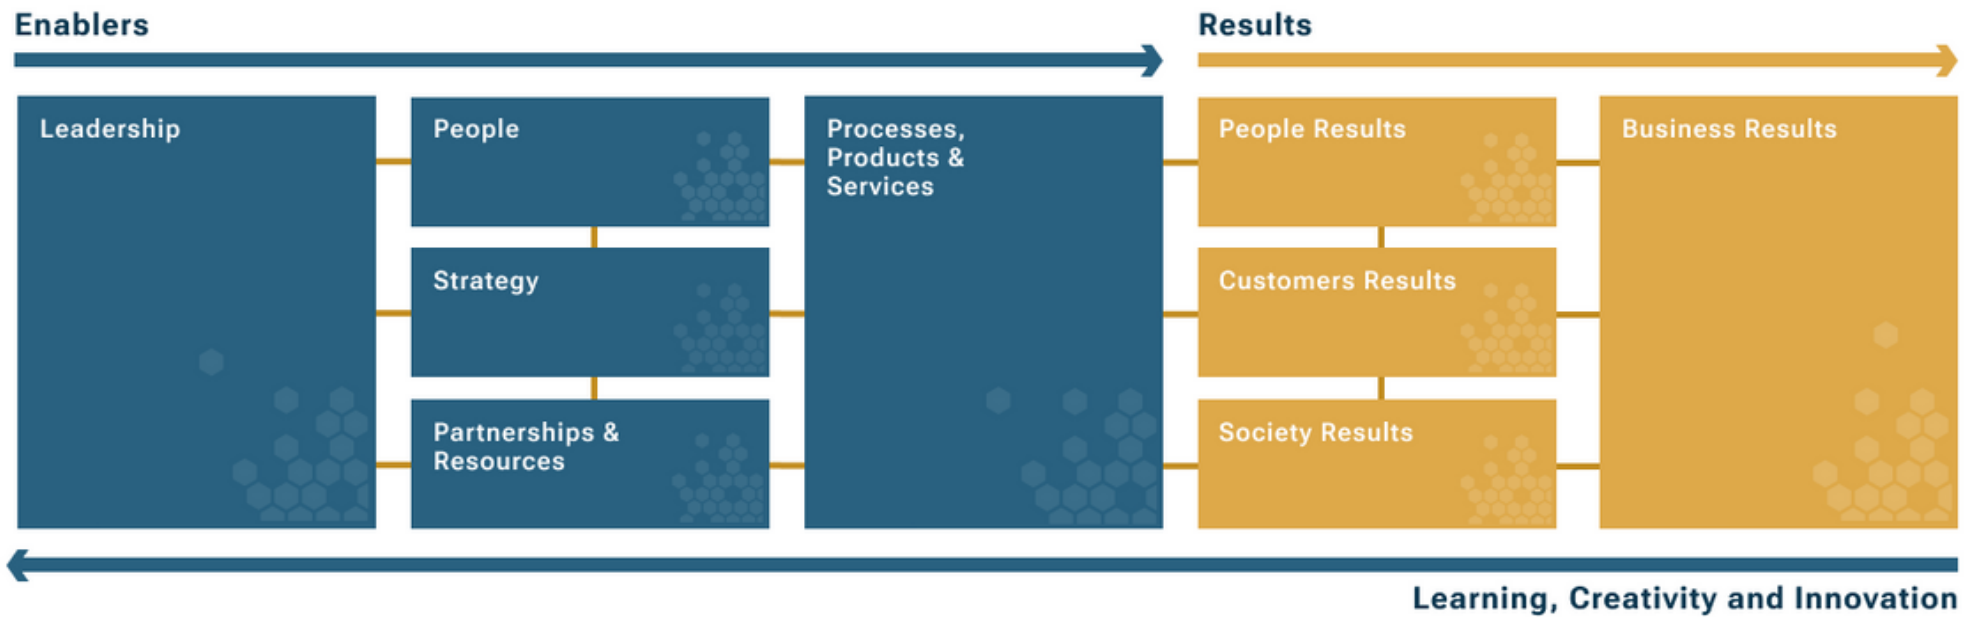 Enablers
Results
Leadership
People
Strategy
Partnerships &
Resources
Processes,
Products &
Services
People Results
Customers Results
Society Results
Business Results
Learning, Creativity and Innovation